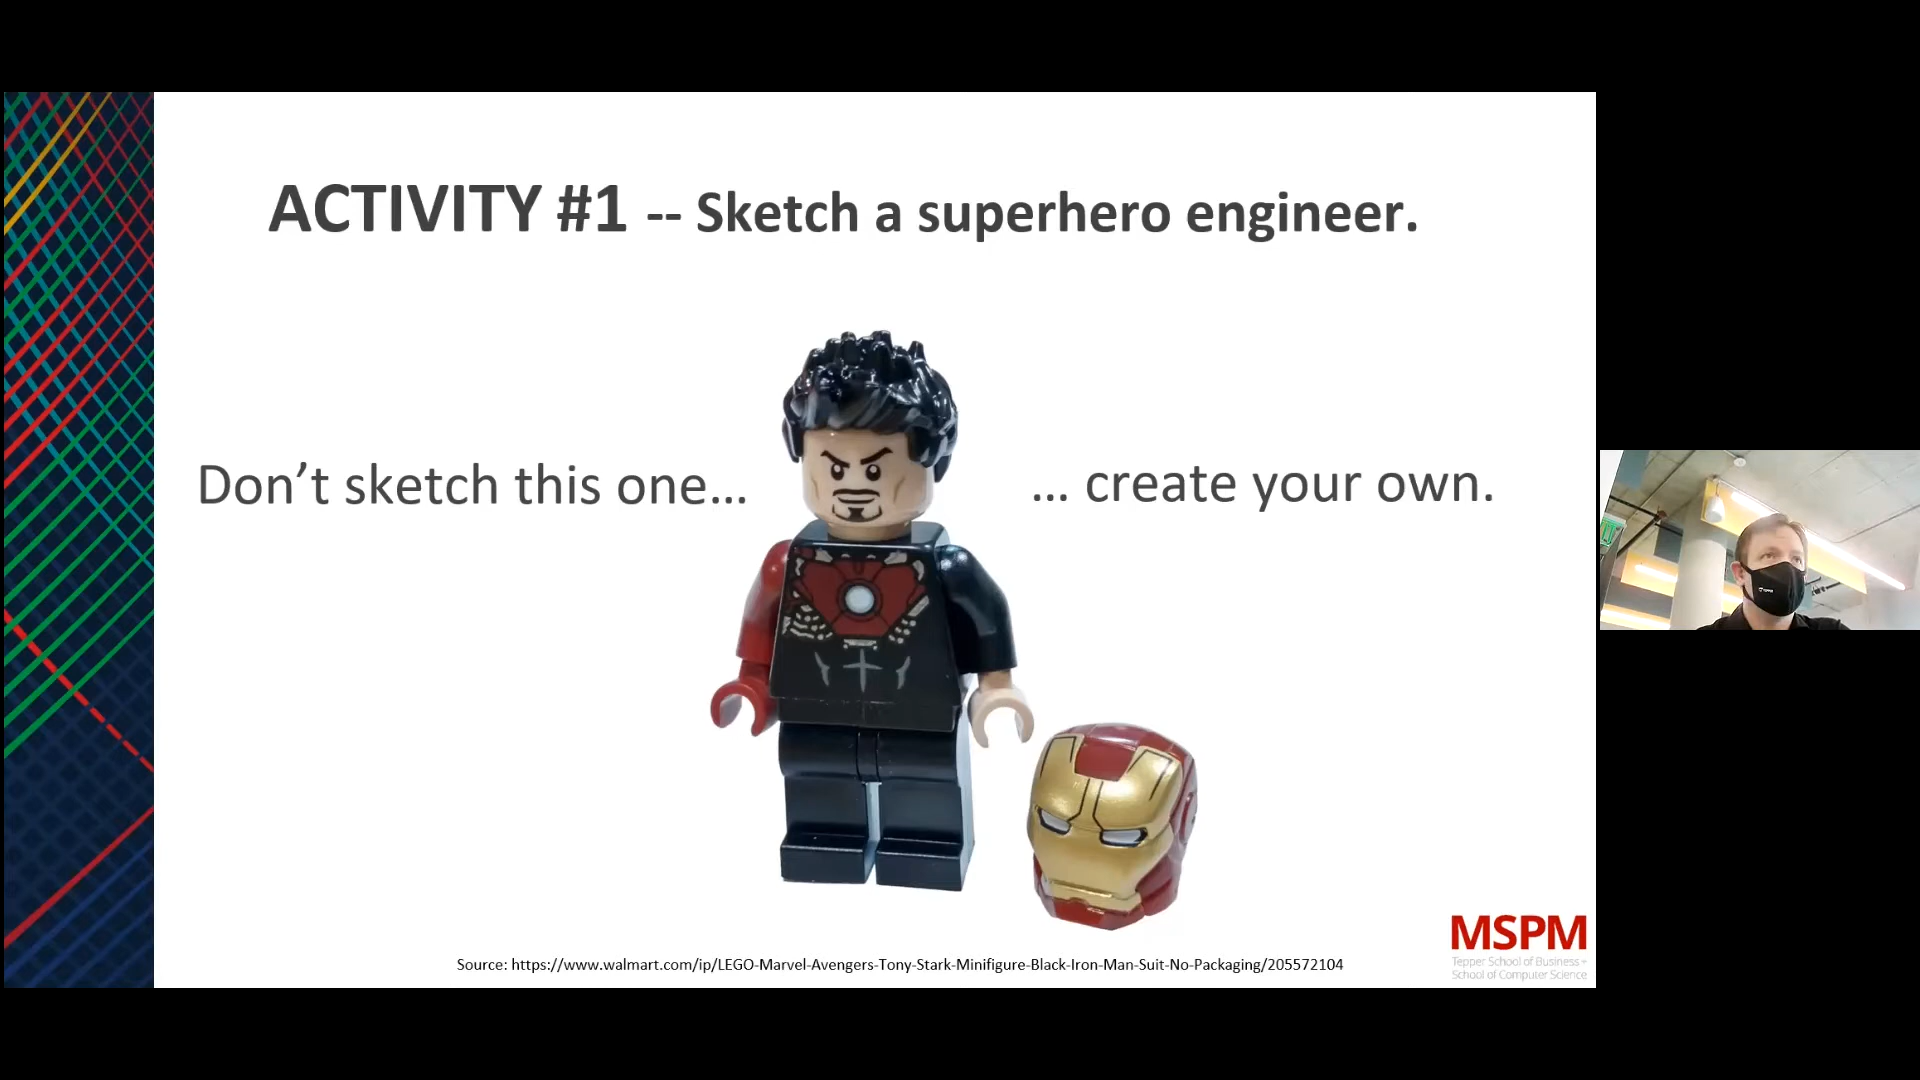 ACTIVITY #1 -- Sketch a superhero engineer.
Don’t sketch this one…
… create your own.
MSPM
Tepper School of Business +
School of Computer Science
Source: https://www.walmart.com/ip/LEGO-Marvel-Avengers-Tony-Stark-Minifigure-Black-Iron-Man-Suit-No-Packaging/205572104